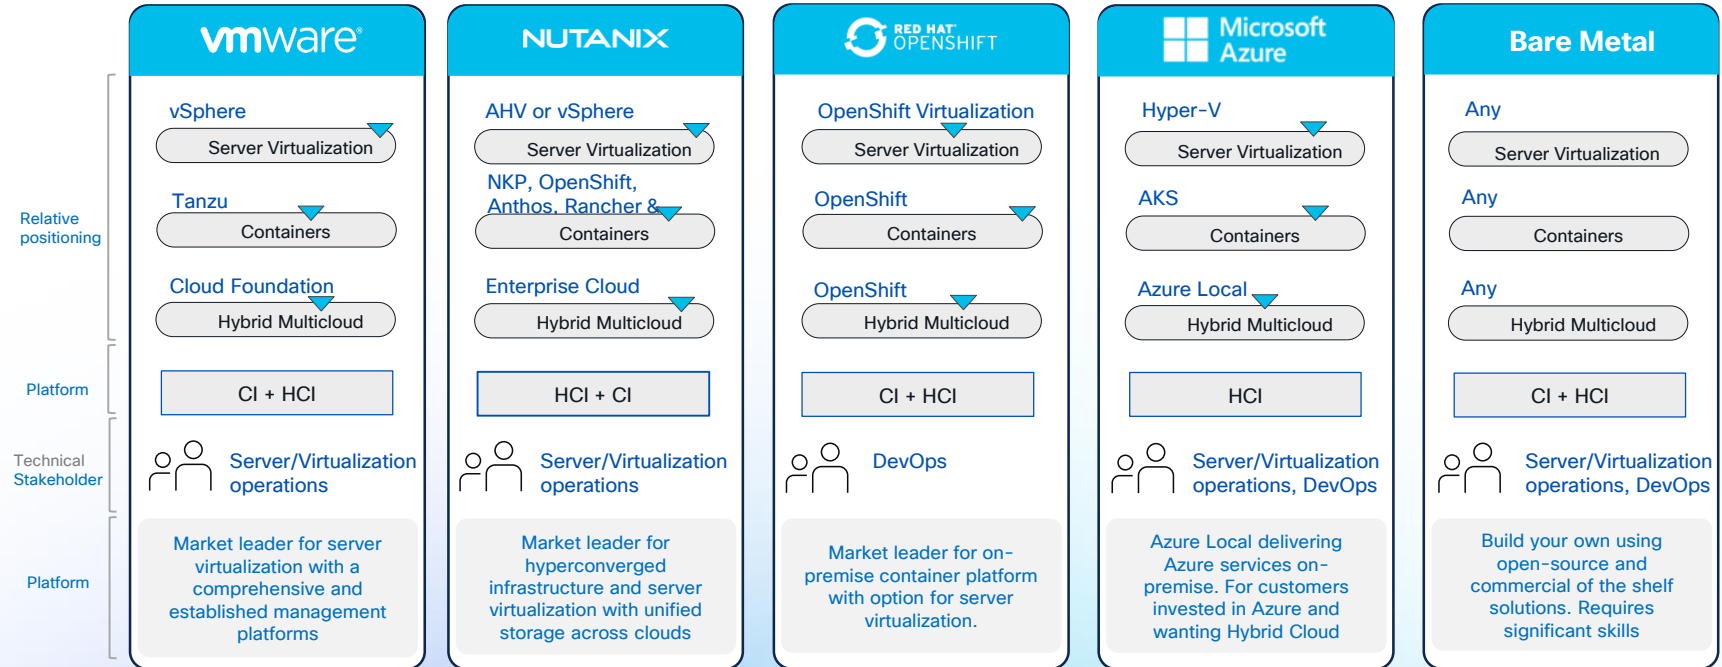 vmware®
NUTANIX
RED HAT®
OPENSHIFT
Microsoft
Azure
Bare Metal
Relative
positioning
vSphere
Server Virtualization
Tanzu
Containers
Cloud Foundation
Hybrid Multicloud
AHV or vSphere
Server Virtualization
NKP, OpenShift,
Anthos, Rancher &
Containers
Enterprise Cloud
Hybrid Multicloud
OpenShift Virtualization
Server Virtualization
OpenShift
Containers
OpenShift
Hybrid Multicloud
Hyper-V
Server Virtualization
AKS
Containers
Azure Local
Hybrid Multicloud
Any
Server Virtualization
Any
Containers
Any
Hybrid Multicloud
Platform
CI + HCI
HCI + CI
CI + HCI
HCI
CI + HCI
Technical
Stakeholder
Server/Virtualization
operations
Server/Virtualization
operations
DevOps
Server/Virtualization
operations, DevOps
Server/Virtualization
operations, DevOps
Platform
Market leader for server
virtualization with a
comprehensive and
established management
platforms
Market leader for
hyperconverged
infrastructure and server
virtualization with unified
storage across clouds
Market leader for on-
premise container platform
with option for server
virtualization.
Azure Local delivering
Azure services on-
premise. For customers
invested in Azure and
wanting Hybrid Cloud
Build your own using
open-source and
commercial of the shelf
solutions. Requires
significant skills